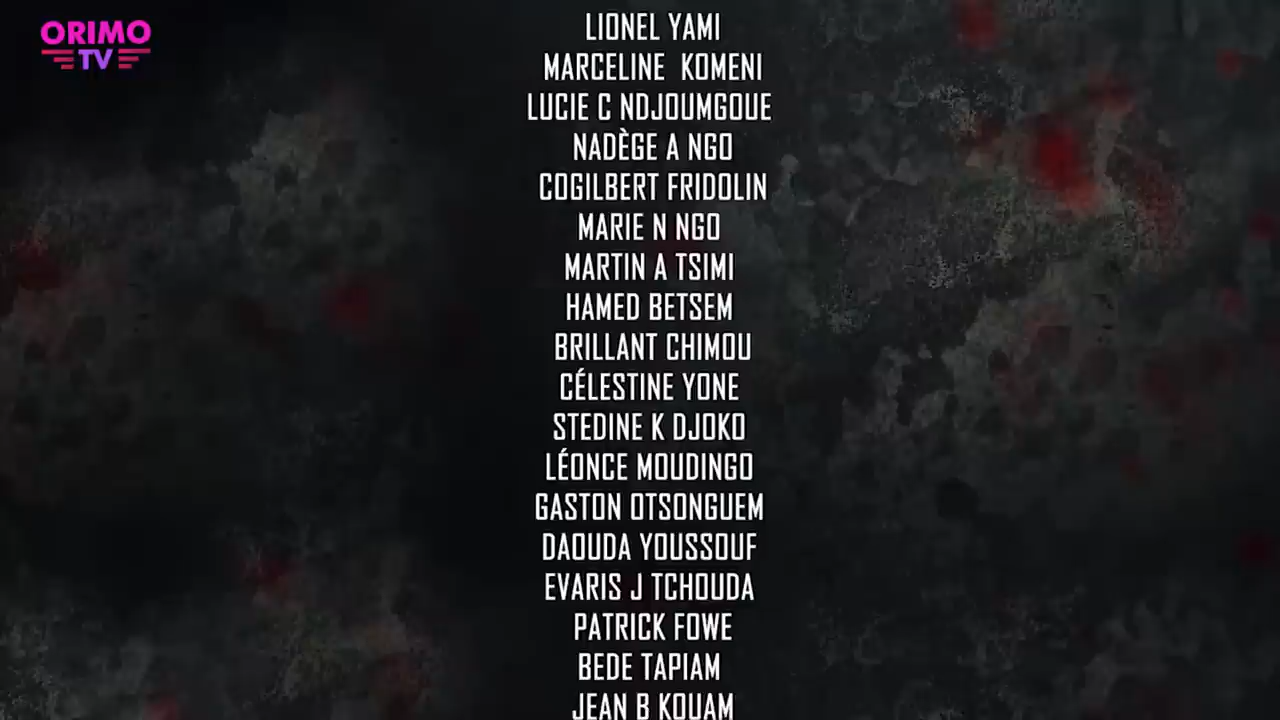 ORIMO
TV
LIONEL YAMI
MARCELINE KOMENI
LUCIE C NDJOUMGOUE
NADÈGE A NGO
COGILBERT FRIDOLIN
MARIE N NGO
MARTIN A TSIMI
HAMED BETSEM
BRILLANT CHIMOU
CÉLESTINE YONE
STEDINE K DJOKO
LÉONCE MOUDINGO
GASTON OTSONGUEM
DAOUDA YOUSSOUF
EVARIS J TCHOUDA
PATRICK FOWE
BEDE TAPIAM
JEAN B KOUAM